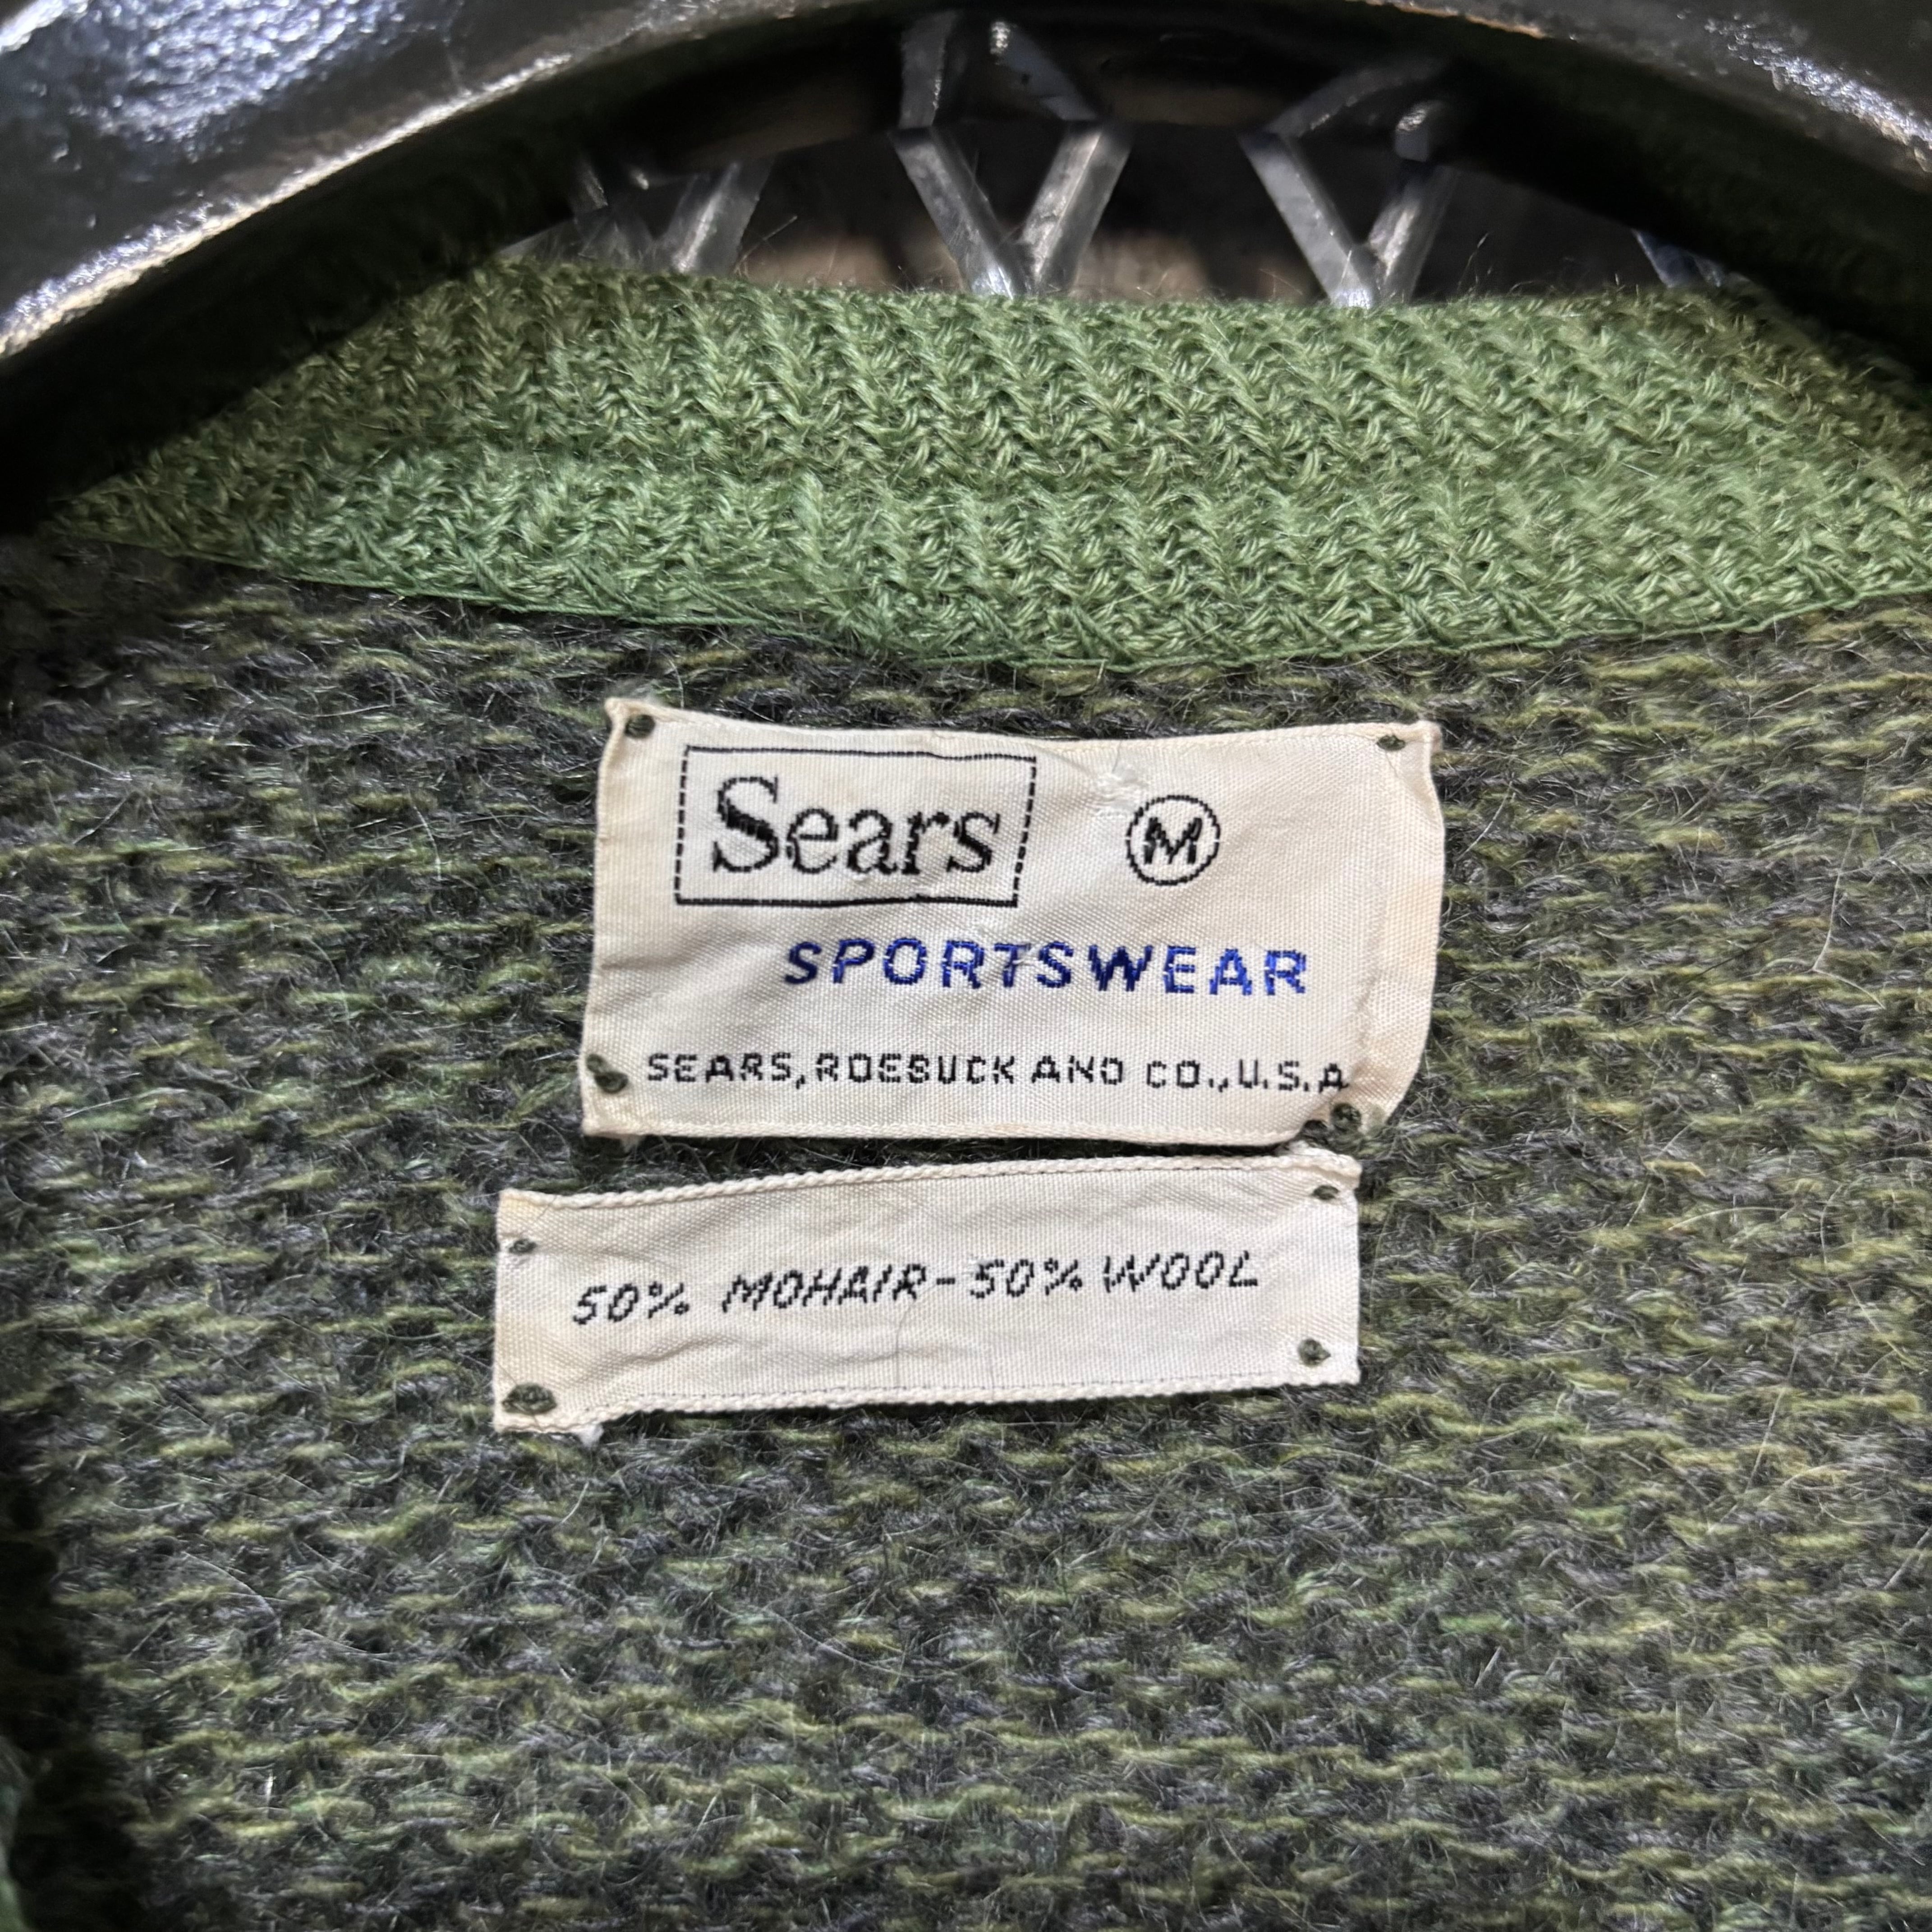 Sears M
SPORTSWEAR
SEARS, ROEBUCK AND CO., U.S.A
50% MOHAIR-50% WOOL